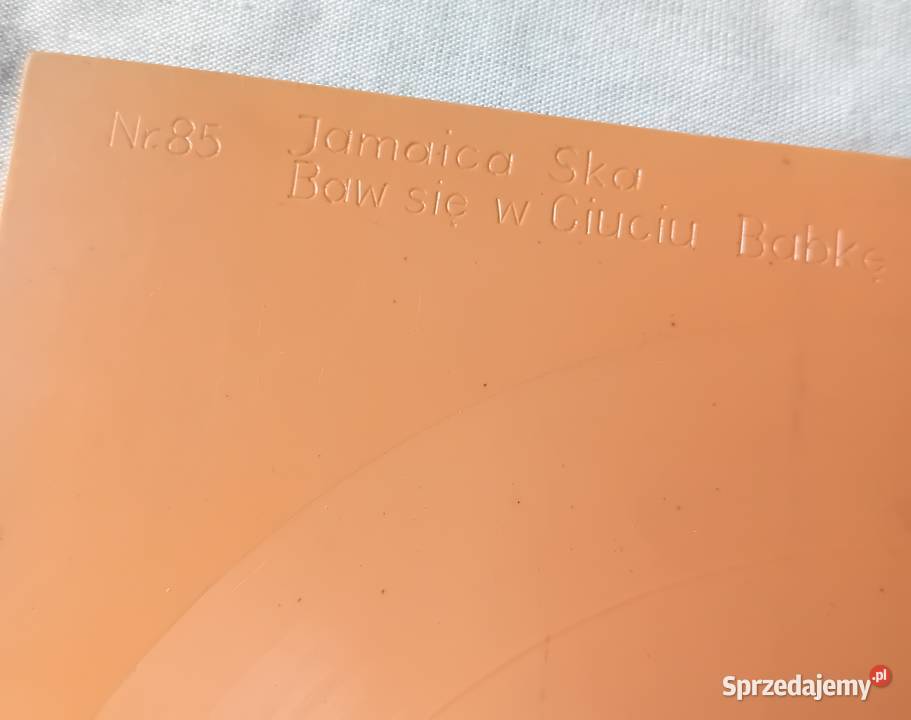 Nr.85 Jamaica Ska
Baw się w Ciuciu Babkę
Sprzedajemy.pl